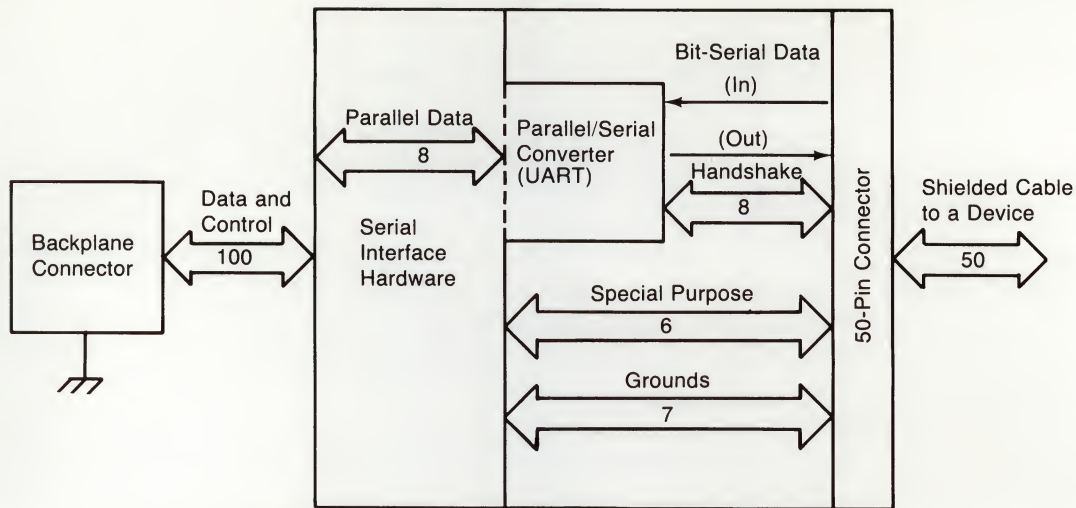 Backplane
Connector
Data and
Control
100
Parallel Data
8
Serial
Interface
Hardware
Parallel/Serial
Converter
(UART)
Bit-Serial Data
(In)
(Out)
Handshake
8
Special Purpose
6
Grounds
7
50-Pin Connector
Shielded Cable
to a Device
50